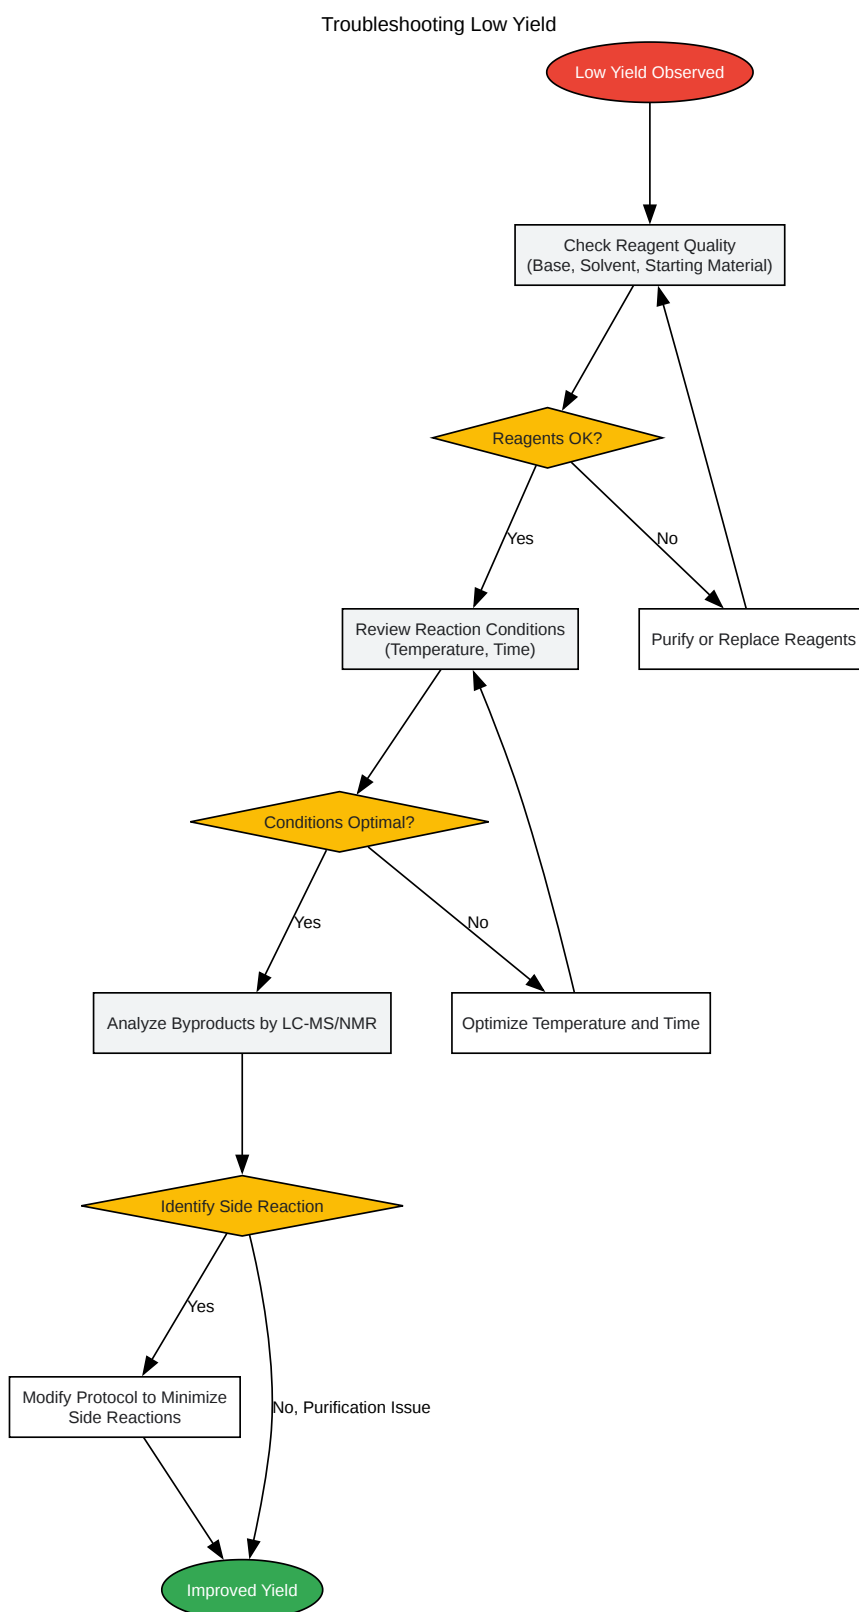 Troubleshooting Low Yield
Low Yield Observed
Check Reagent Quality
(Base, Solvent, Starting Material)
Reagents OK?
Yes
No
Review Reaction Conditions
(Temperature, Time)
Purify or Replace Reagents
Conditions Optimal?
Yes
No
Analyze Byproducts by LC-MS/NMR
Optimize Temperature and Time
Identify Side Reaction
Yes
Modify Protocol to Minimize
Side Reactions
No, Purification Issue
Improved Yield